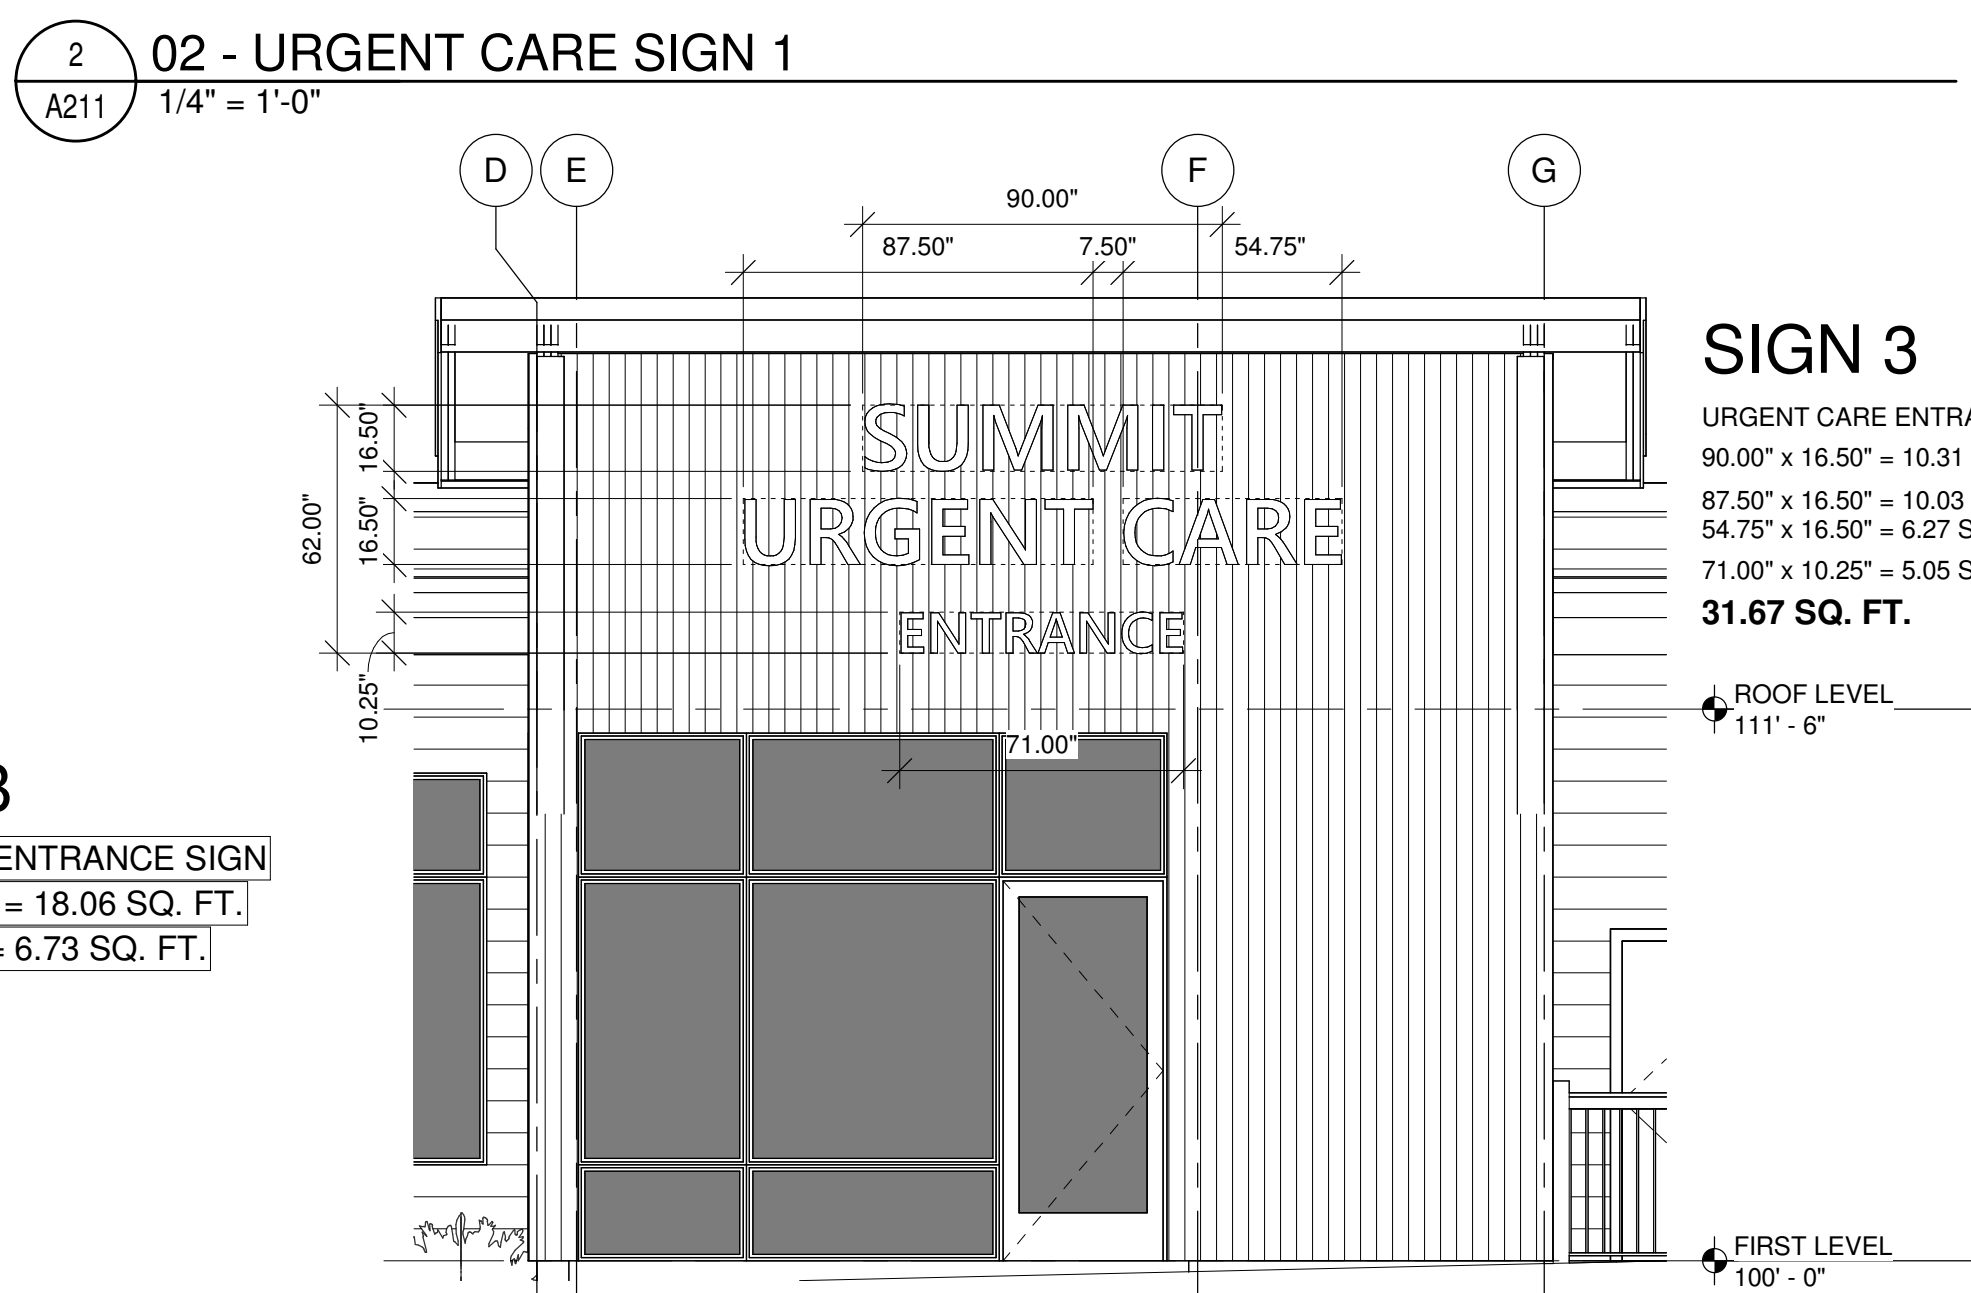 2
A211
02 - URGENT CARE SIGN 1
1/4" = 1'-0"
D
E
F
G
90.00"
87.50"
7.50"
54.75"
16.50"
16.50"
62.00"
10.25"
SUMMIT
URGENT CARE
ENTRANCE
71.00"
SIGN 3
URGENT CARE ENTRA
90.00" x 16.50" = 10.31
87.50" x 16.50" = 10.03
54.75" x 16.50" = 6.27 S
71.00" x 10.25" = 5.05 S
31.67 SQ. FT.
ROOF LEVEL
111' - 6"
3
ENTRANCE SIGN
= 18.06 SQ. FT.
= 6.73 SQ. FT.
FIRST LEVEL
100' - 0"